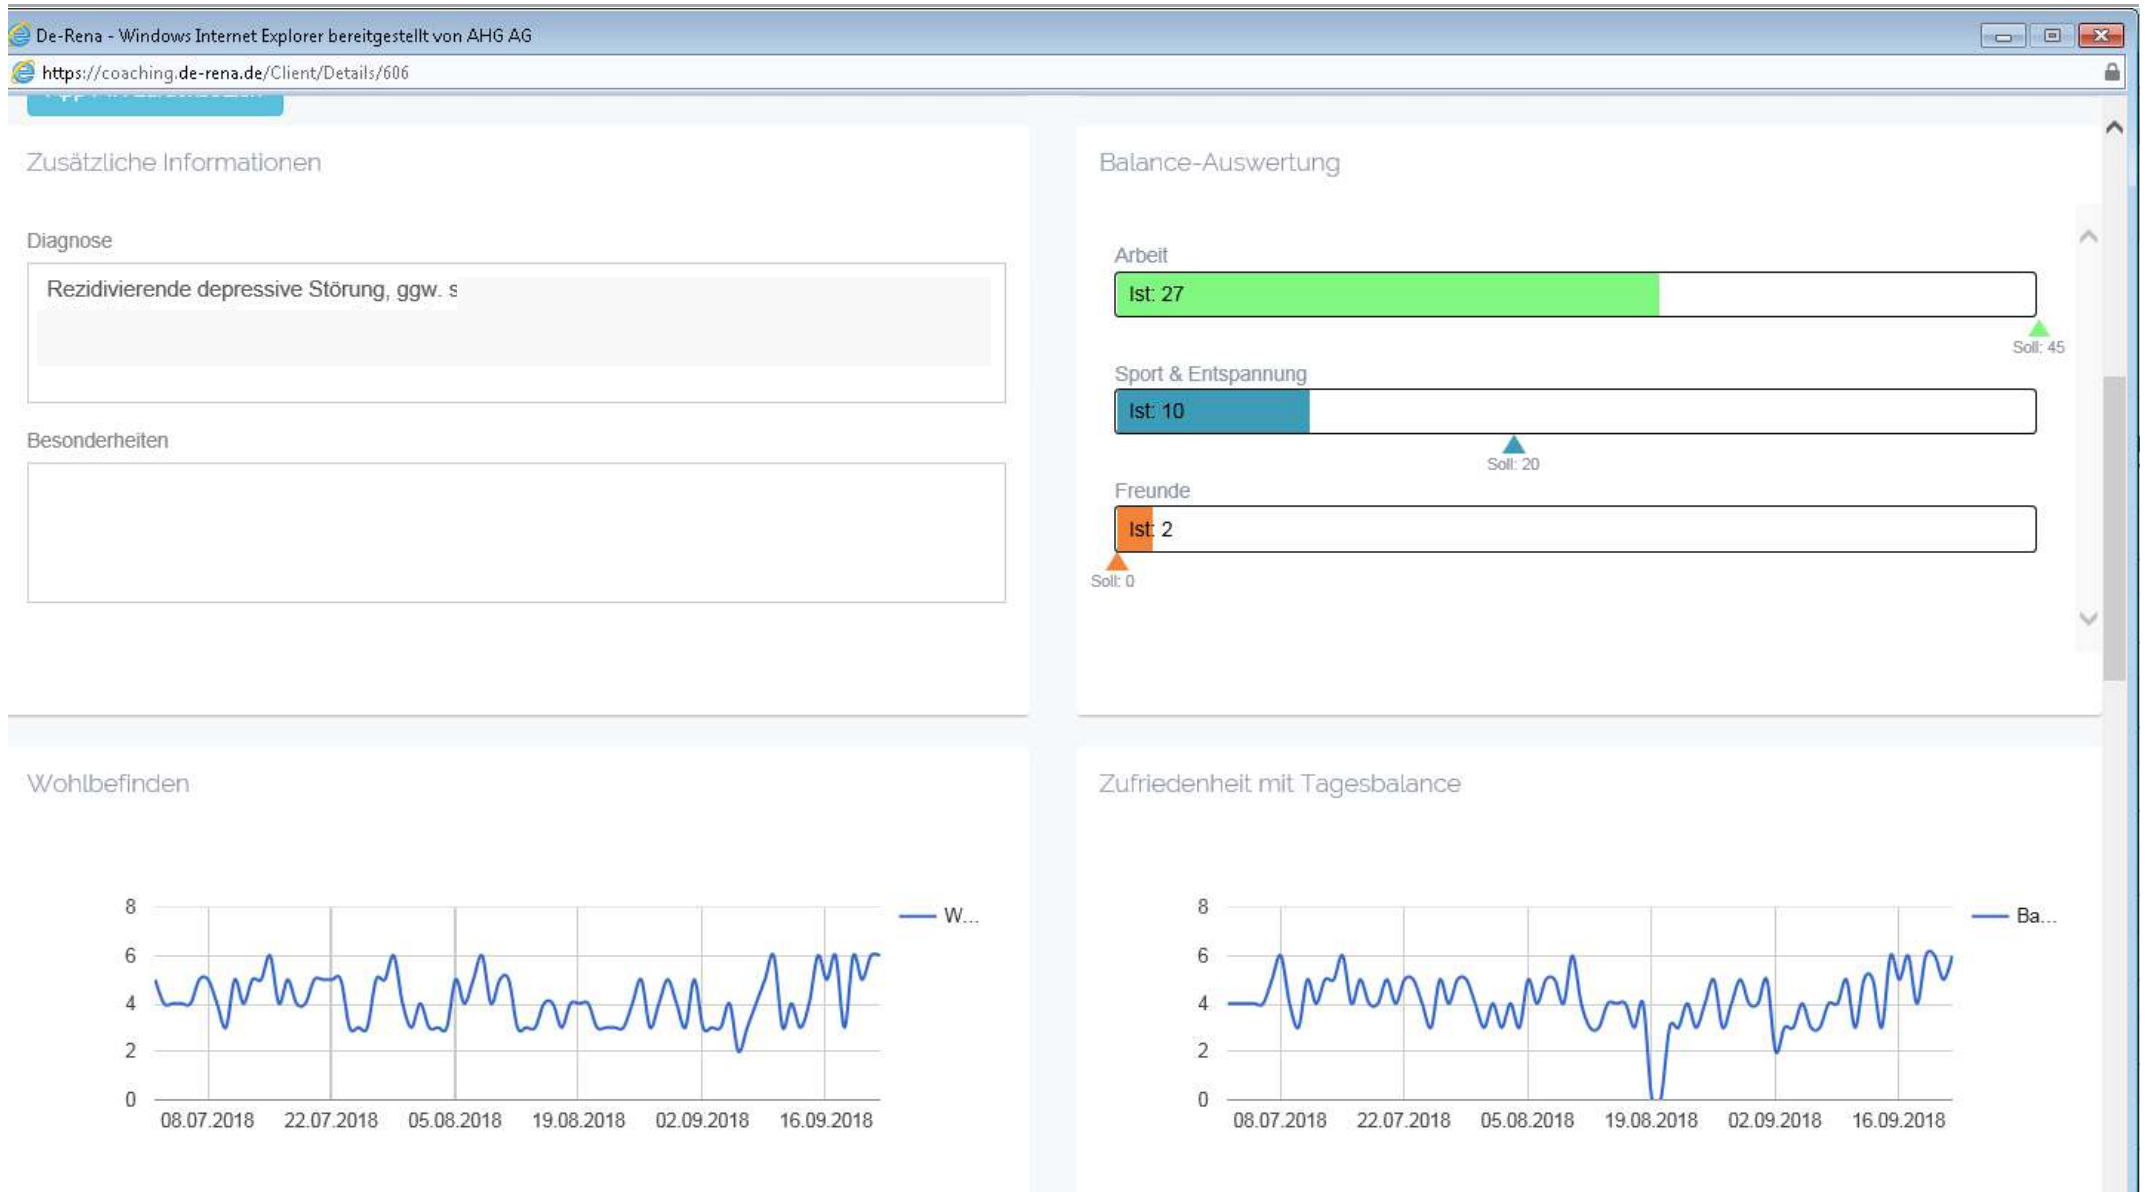 De-Rena - Windows Internet Explorer bereitgestellt von AHG AG
https://coaching.de-rena.de/Client/Details/606
Zusätzliche Informationen
Diagnose
Rezidivierende depressive Störung, ggw. s
Besonderheiten
Balance-Auswertung
Arbeit
Ist: 27
Soll: 45
Sport & Entspannung
Ist: 10
Soll: 20
Freunde
Ist: 2
Soll: 0
Wohlbefinden
8
6
4
2
0
08.07.2018 22.07.2018 05.08.2018 19.08.2018 02.09.2018 16.09.2018
W...
Zufriedenheit mit Tagesbalance
8
6
4
2
0
08.07.2018 22.07.2018 05.08.2018 19.08.2018 02.09.2018 16.09.2018
Ba...